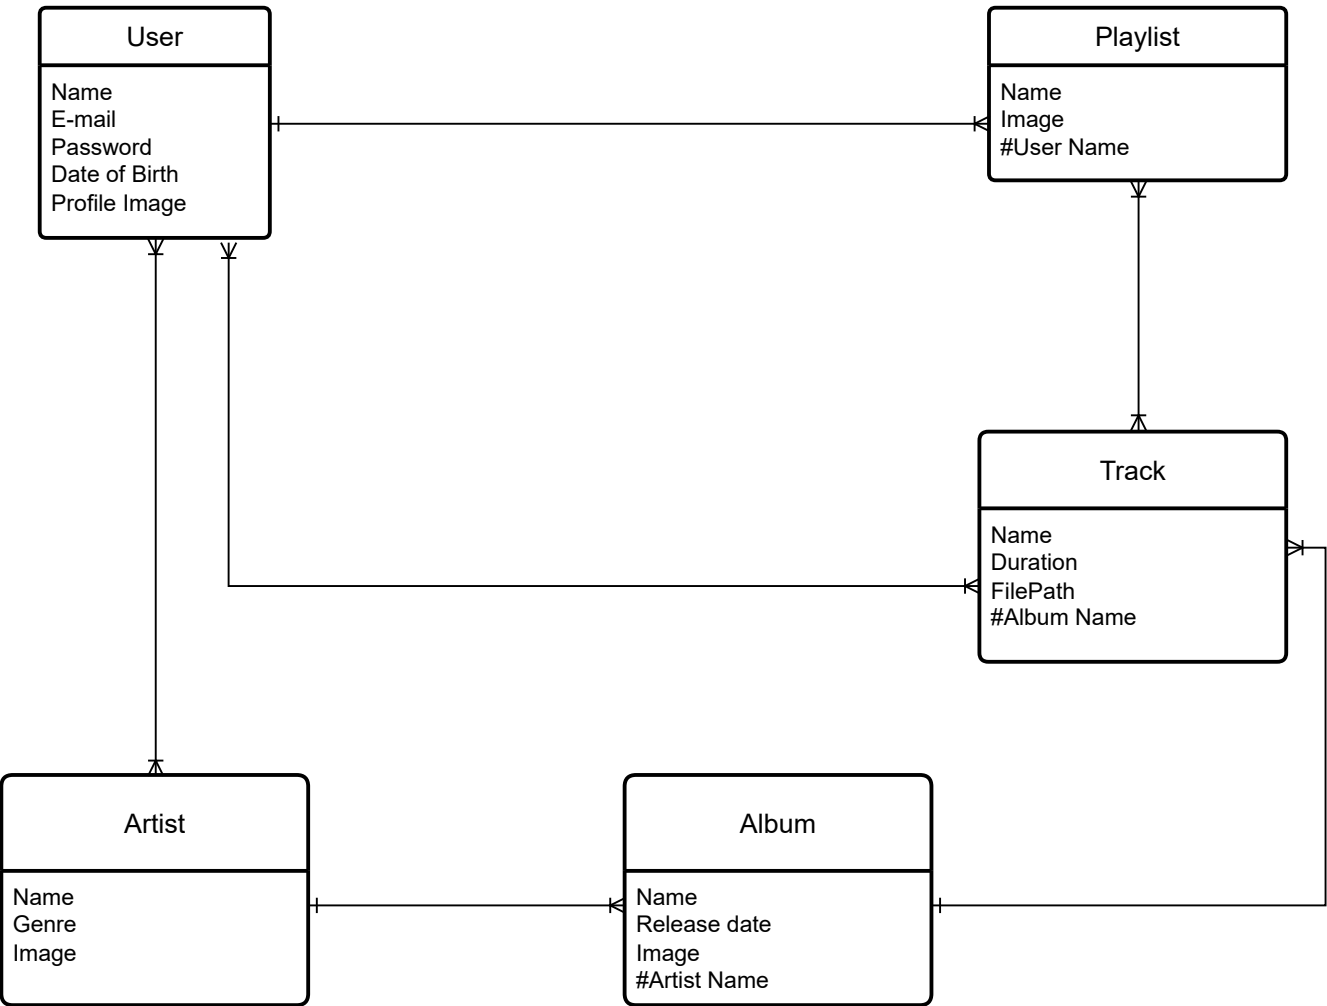 User
Name
E-mail
Password
Date of Birth
Profile Image
Playlist
Name
Image
#User Name
Track
Name
Duration
FilePath
#Album Name
Artist
Name
Genre
Image
Album
Name
Release date
Image
#Artist Name